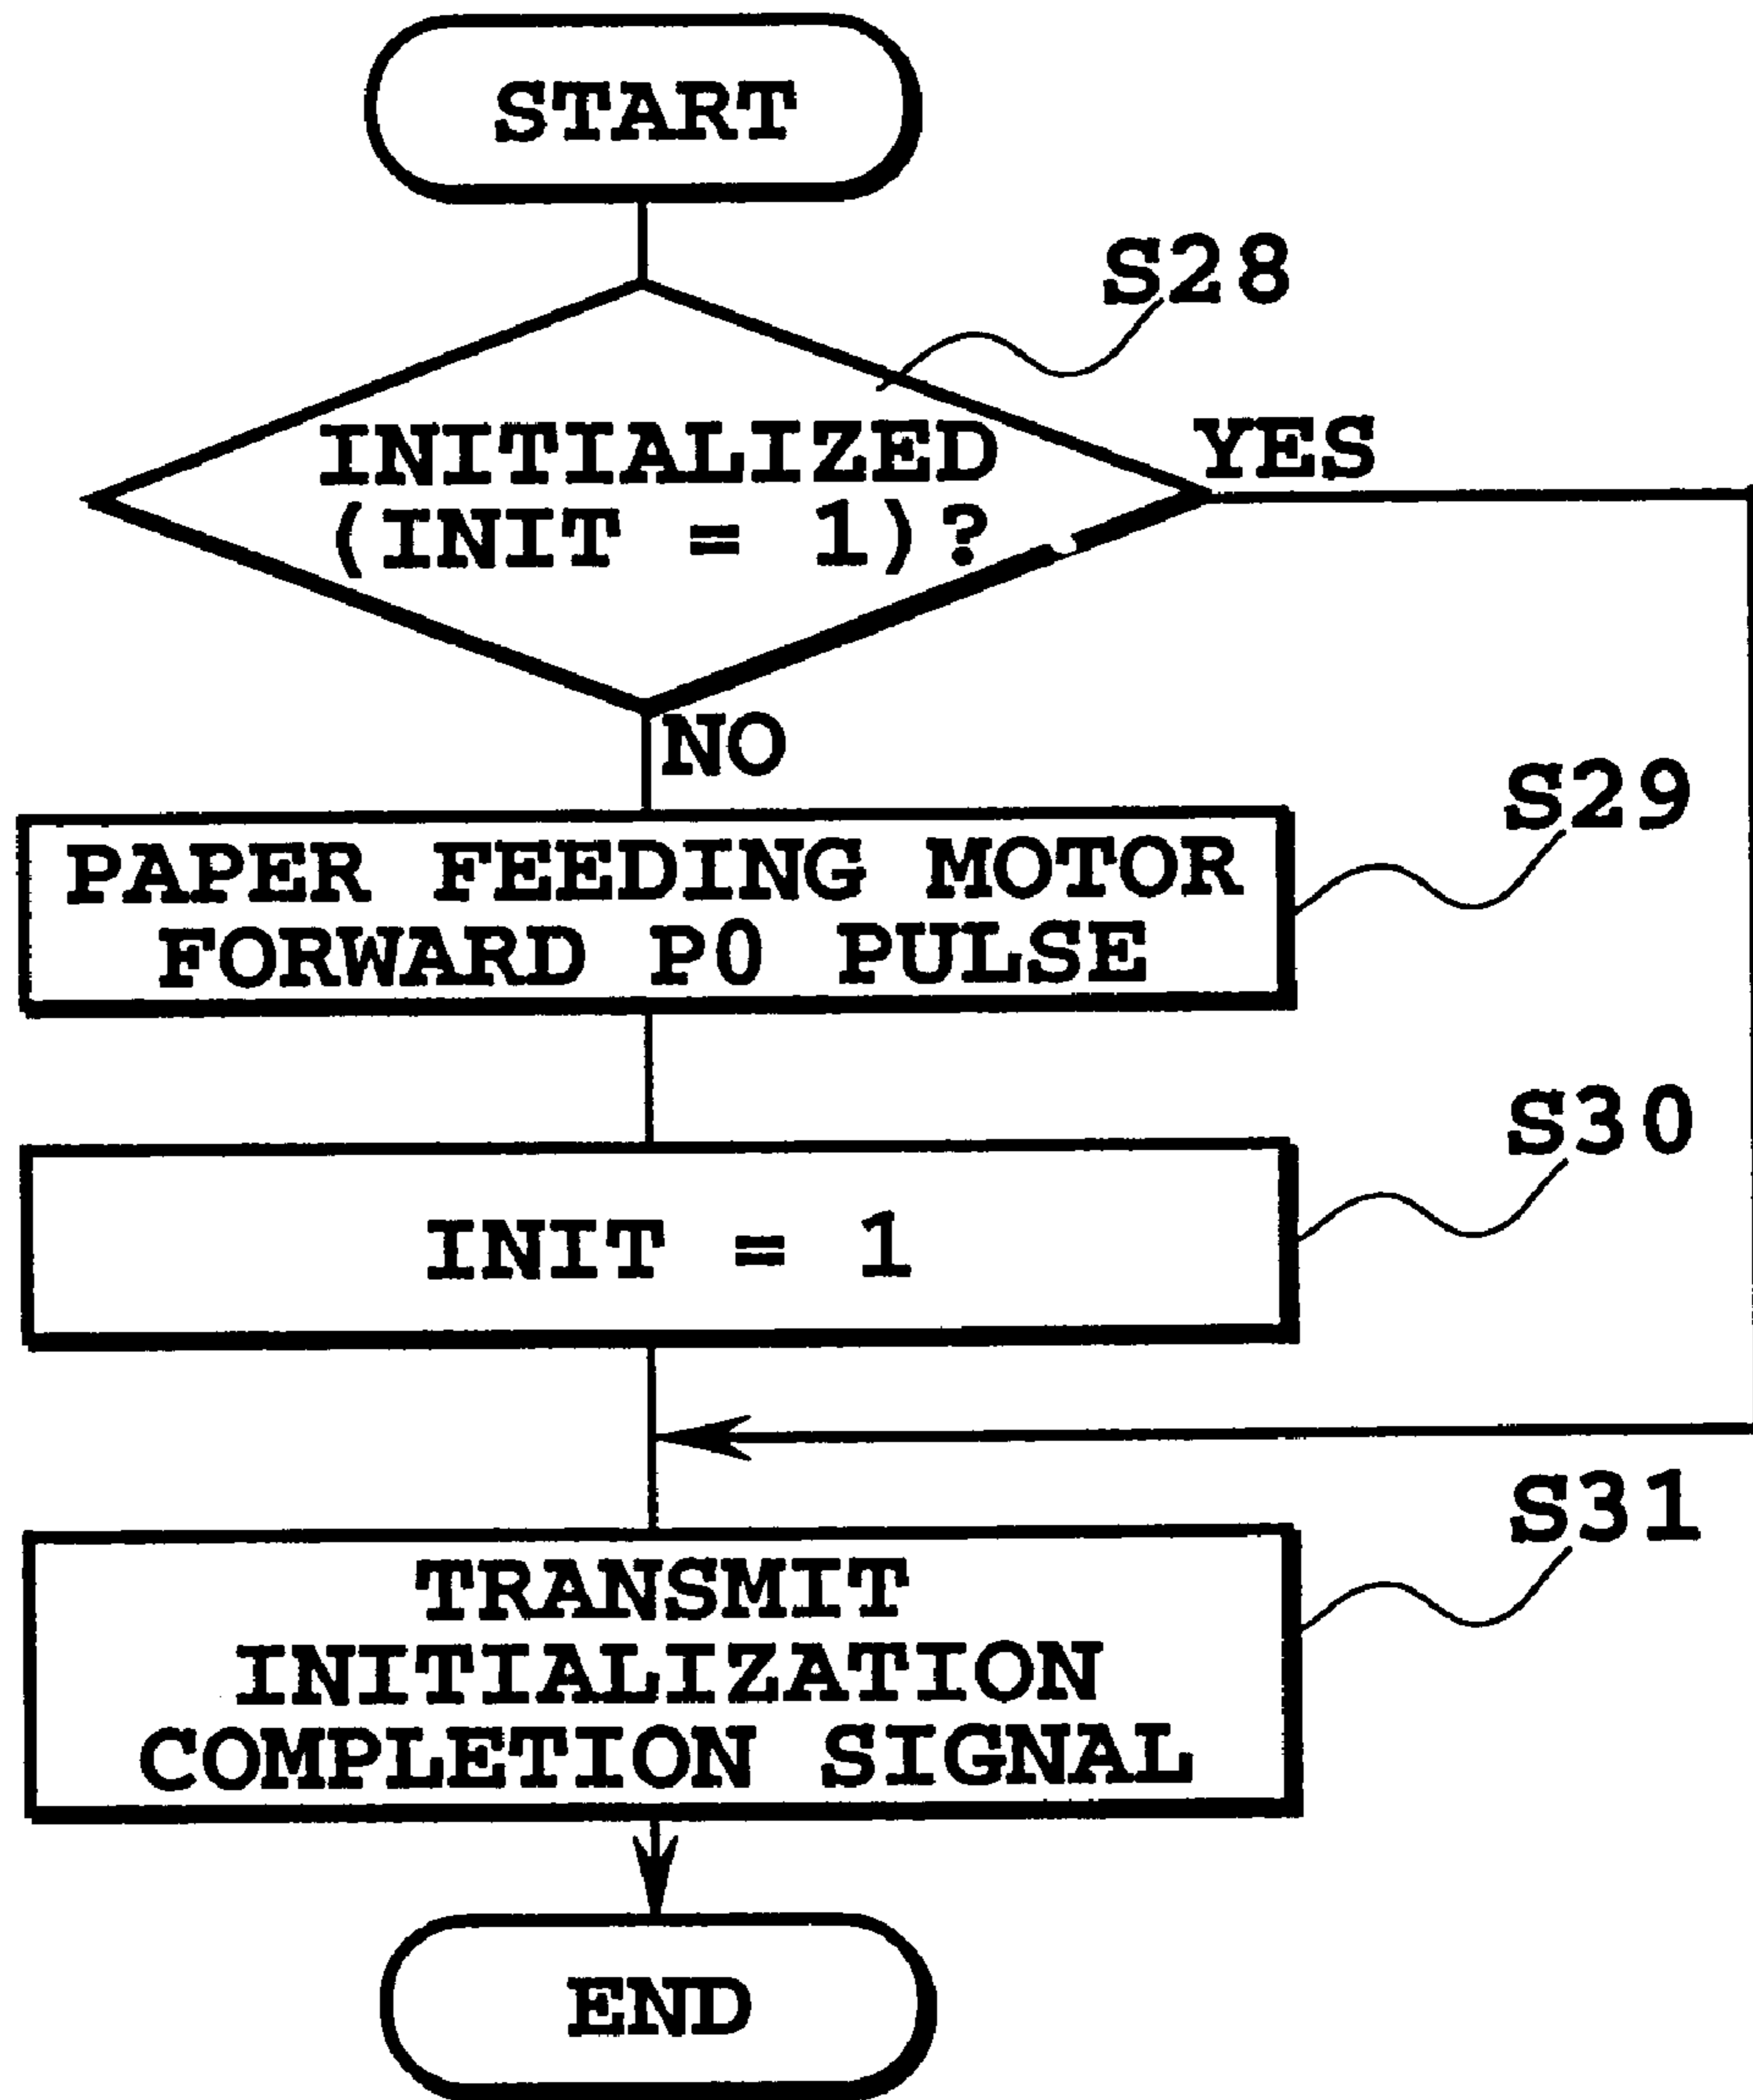 START
S28
INITIALIZED
(INIT = 1)?
YES
NO
S29
PAPER FEEDING MOTOR
FORWARD P0 PULSE
S30
INIT = 1
S31
TRANSMIT
INITIALIZATION
COMPLETION SIGNAL
END